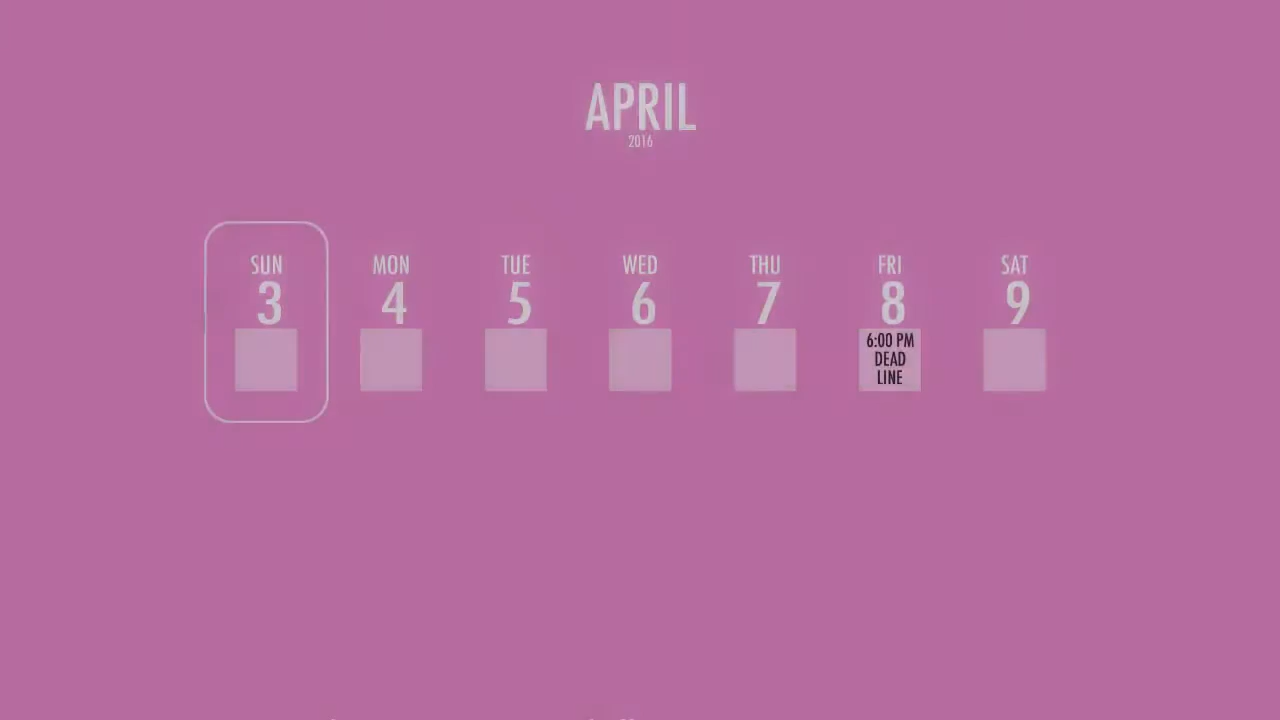 APRIL
2016
SUN MON TUE WED THU FRI SAT
3 4 5 6 7 8 9
6:00 PM
DEAD
LINE